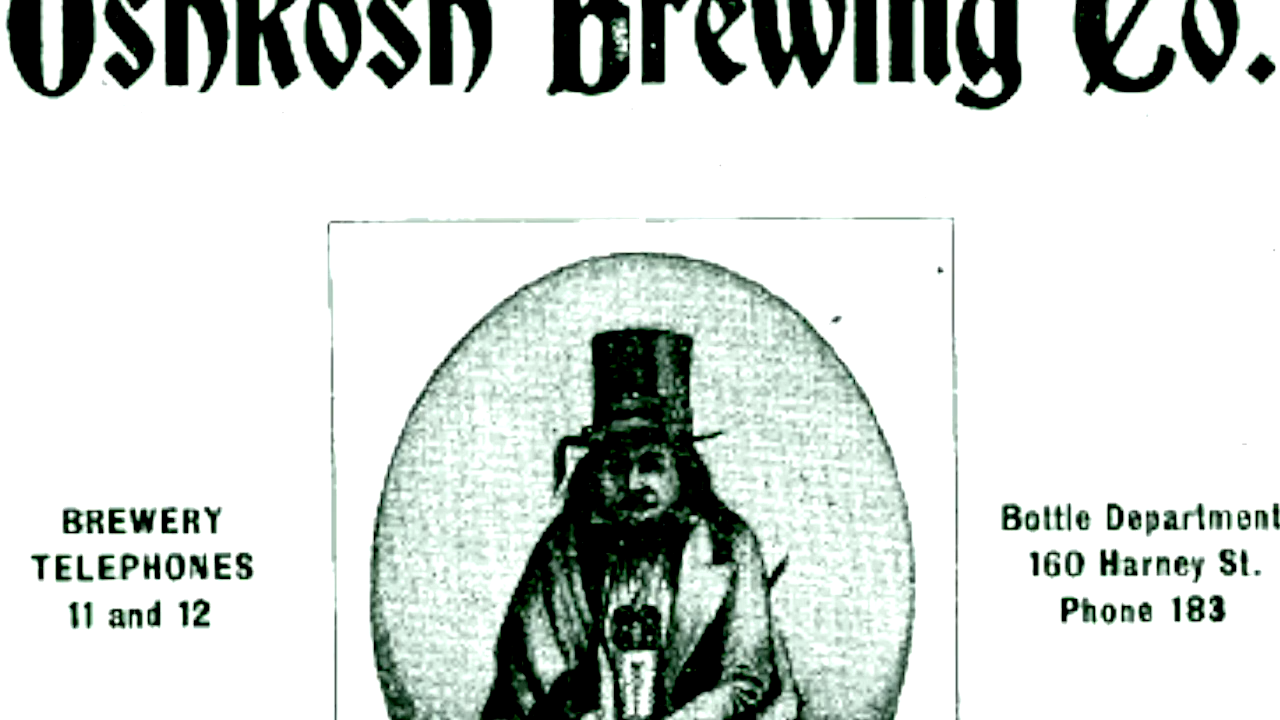 Oshkosh Brewing Co.
BREWERY
TELEPHONES
11 and 12
Bottle Department
160 Harney St.
Phone 183